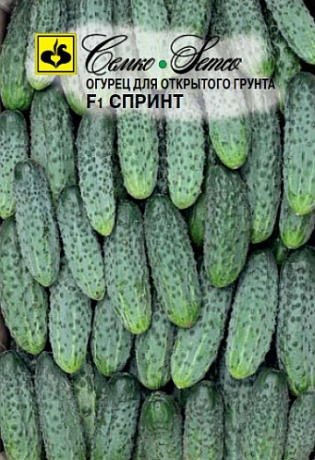 Семко • Semco
ОГУРЕЦ ДЛЯ ОТКРЫТОГО ГРУНТА
F1 СПРИНТ